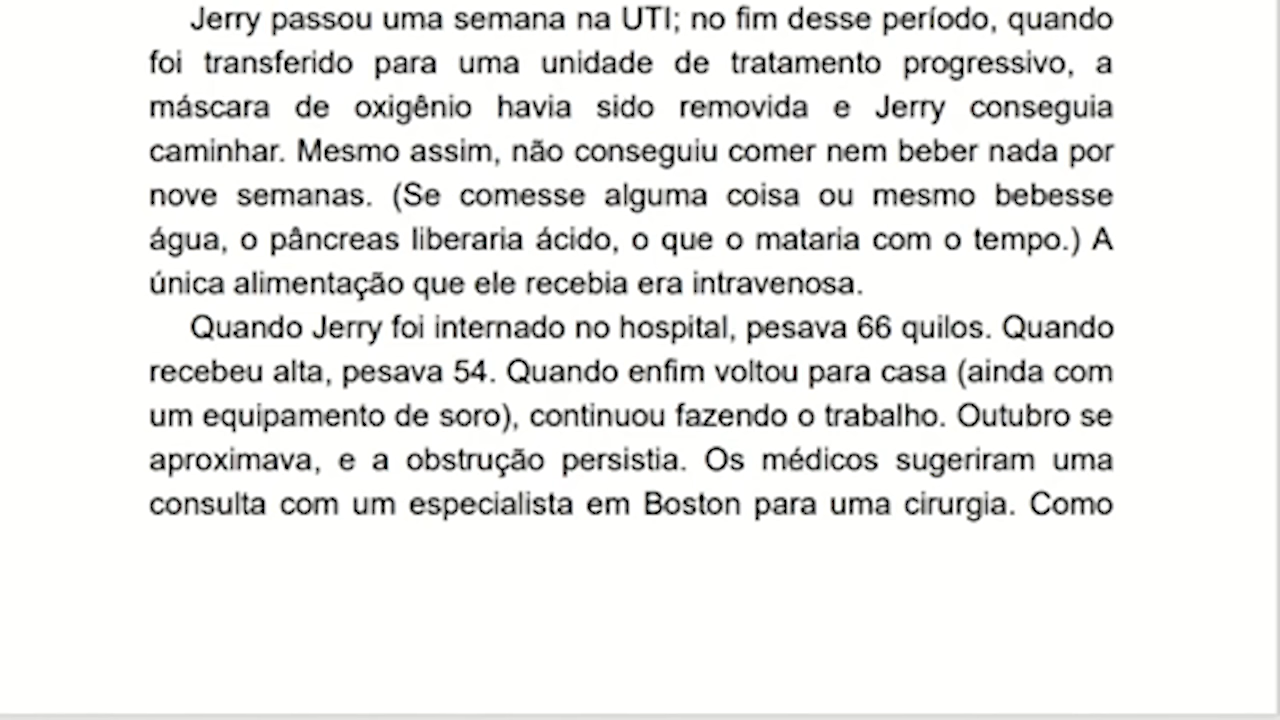 Jerry passou uma semana na UTI; no fim desse período, quando
foi transferido para uma unidade de tratamento progressivo, a
máscara de oxigênio havia sido removida e Jerry conseguia
caminhar. Mesmo assim, não conseguiu comer nem beber nada por
nove semanas. (Se comesse alguma coisa ou mesmo bebesse
água, o pâncreas liberaria ácido, o que o mataria com o tempo.) A
única alimentação que ele recebia era intravenosa.
Quando Jerry foi internado no hospital, pesava 66 quilos. Quando
recebeu alta, pesava 54. Quando enfim voltou para casa (ainda com
um equipamento de soro), continuou fazendo o trabalho. Outubro se
aproximava, e a obstrução persistia. Os médicos sugeriram uma
consulta com um especialista em Boston para uma cirurgia. Como